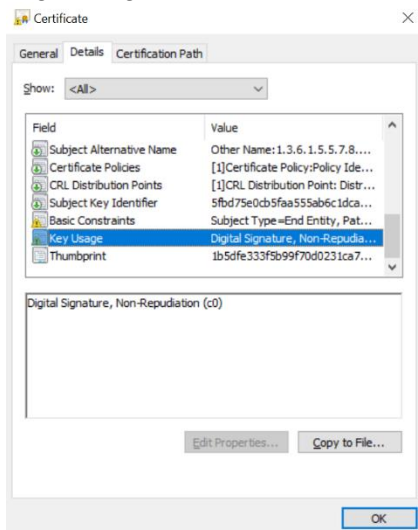 Certificate
General Details Certification Path
Show: <All>
Field Value
Subject Alternative Name Other Name:1.3.6.1.5.5.7.8....
Certificate Policies [1]Certificate Policy:Policy Ide...
CRL Distribution Points [1]CRL Distribution Point: Distr...
Subject Key Identifier 5fbd75e0cb5faa555ab6c1dca...
Basic Constraints Subject Type=End Entity, Pat...
Key Usage Digital Signature, Non-Repudia...
Thumbprint 1b5dfe333f5b99f70d0231ca7...
Digital Signature, Non-Repudiation (c0)
Edit Properties... Copy to File...
OK